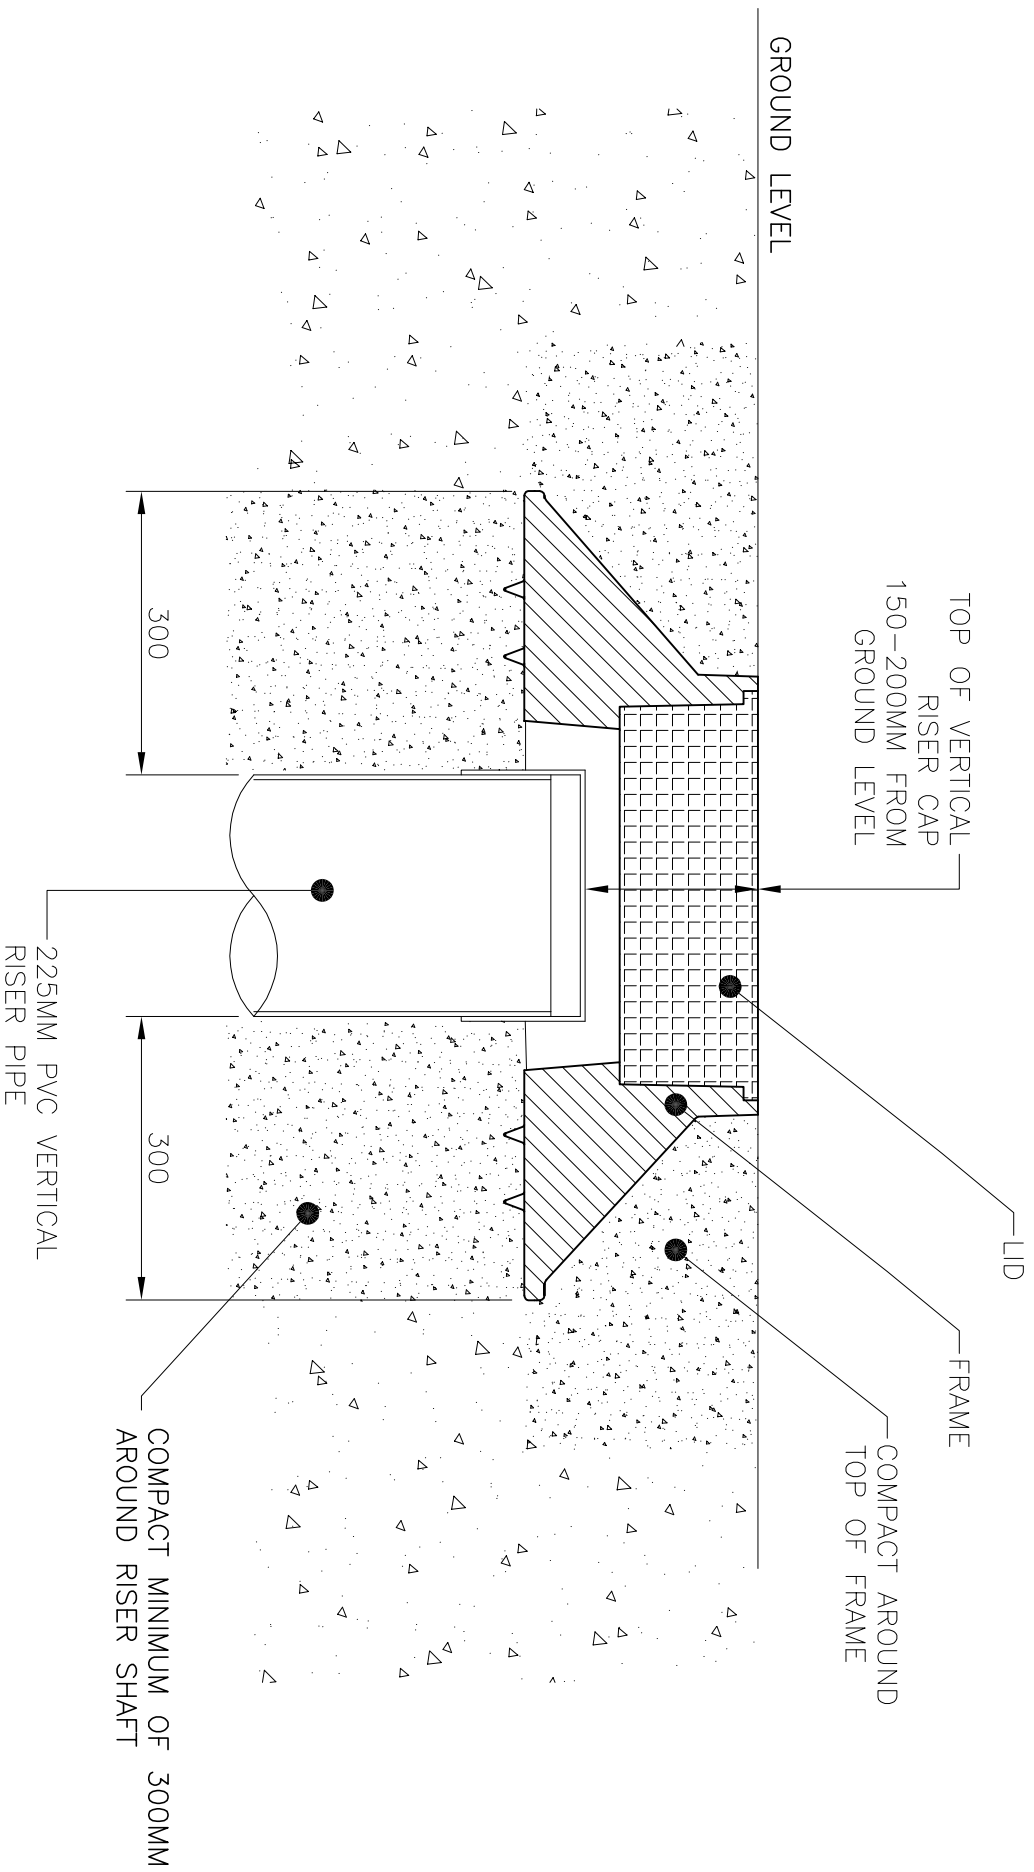 GROUND LEVEL
TOP OF VERTICAL
RISER CAP
150-200MM FROM
GROUND LEVEL
LID
FRAME
COMPACT AROUND
TOP OF FRAME
300
300
225MM PVC VERTICAL
RISER PIPE
COMPACT MINIMUM OF 300MM
AROUND RISER SHAFT